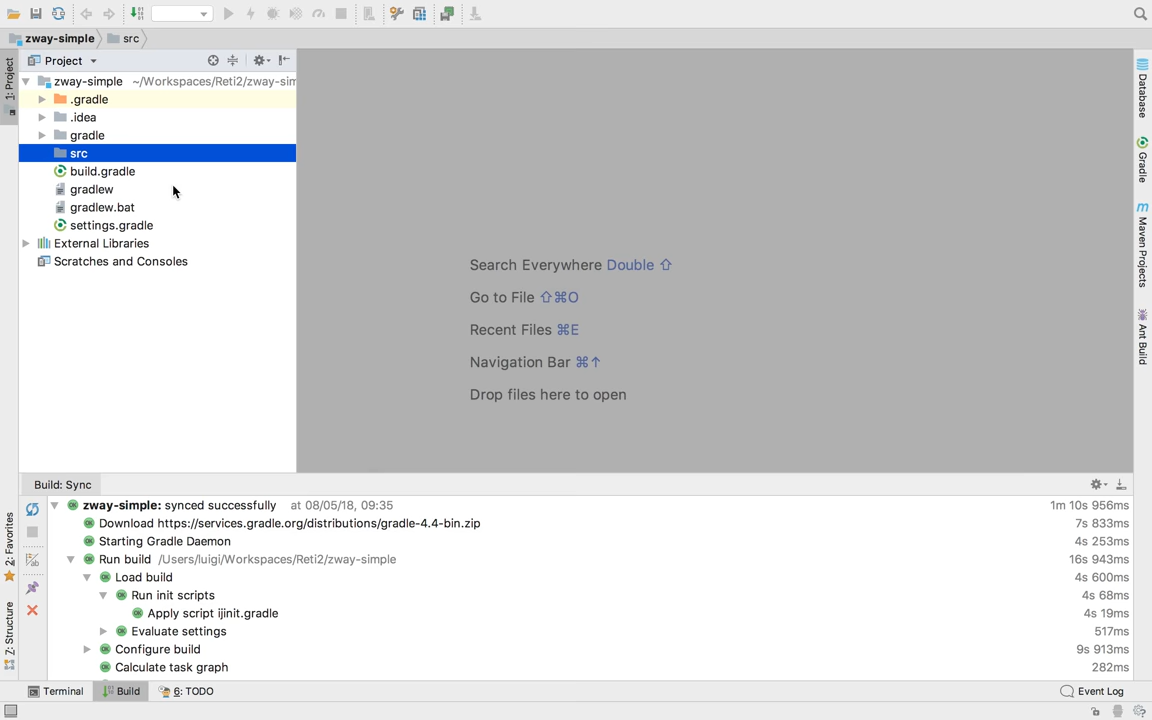 zway-simple src
Project
zway-simple ~/Workspaces/Reti2/zway-sim
.gradle
.idea
gradle
src
build.gradle
gradlew
gradlew.bat
settings.gradle
External Libraries
Scratches and Consoles
1: Project
2: Favorites
7: Structure
Search Everywhere Double ⇧
Go to File ⇧⌘O
Recent Files ⌘E
Navigation Bar ⌘↑
Drop files here to open
Database
Gradle
m Maven Projects
Ant Build
Build: Sync
zway-simple: synced successfully at 08/05/18, 09:35 1m 10s 956ms
Download https://services.gradle.org/distributions/gradle-4.4-bin.zip 7s 833ms
Starting Gradle Daemon 4s 253ms
Run build /Users/luigi/Workspaces/Reti2/zway-simple 16s 943ms
Load build 4s 600ms
Run init scripts 4s 68ms
Apply script ijinit.gradle 4s 19ms
Evaluate settings 517ms
Configure build 9s 913ms
Calculate task graph 282ms
Terminal Build 6: TODO Event Log